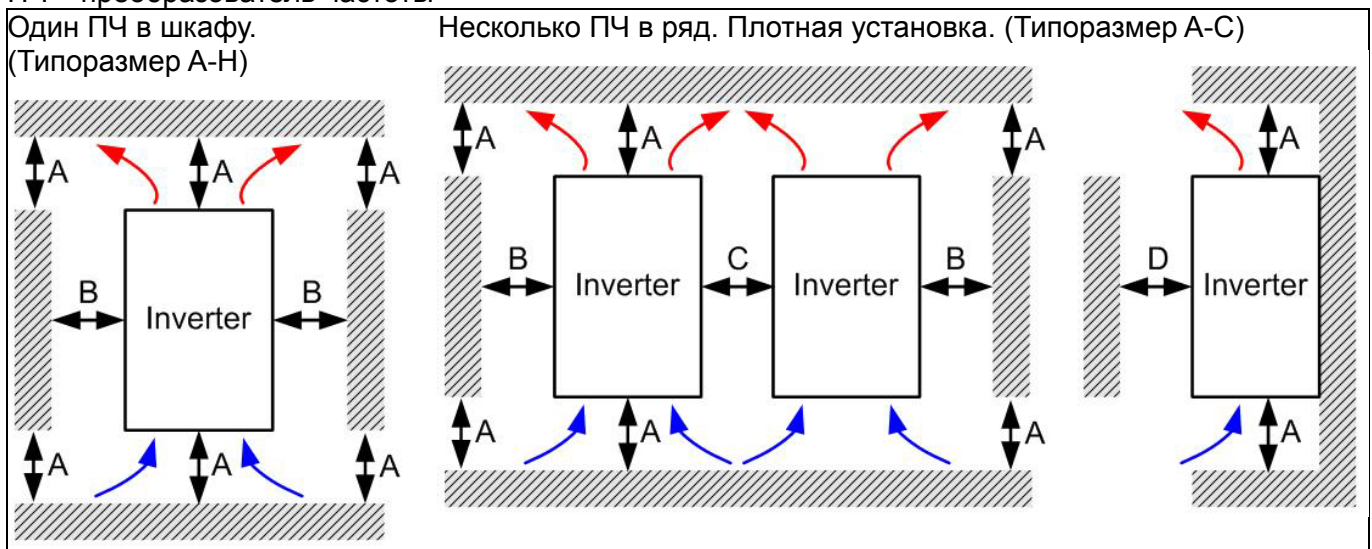 Один ПЧ в шкафу.
(Типоразмер А-Н)
Несколько ПЧ в ряд. Плотная установка. (Типоразмер А-С)
A
A
A
B
Inverter
B
A
A
A
A
A
A
B
Inverter
C
Inverter
B
A
A
A
A
D
Inverter
A